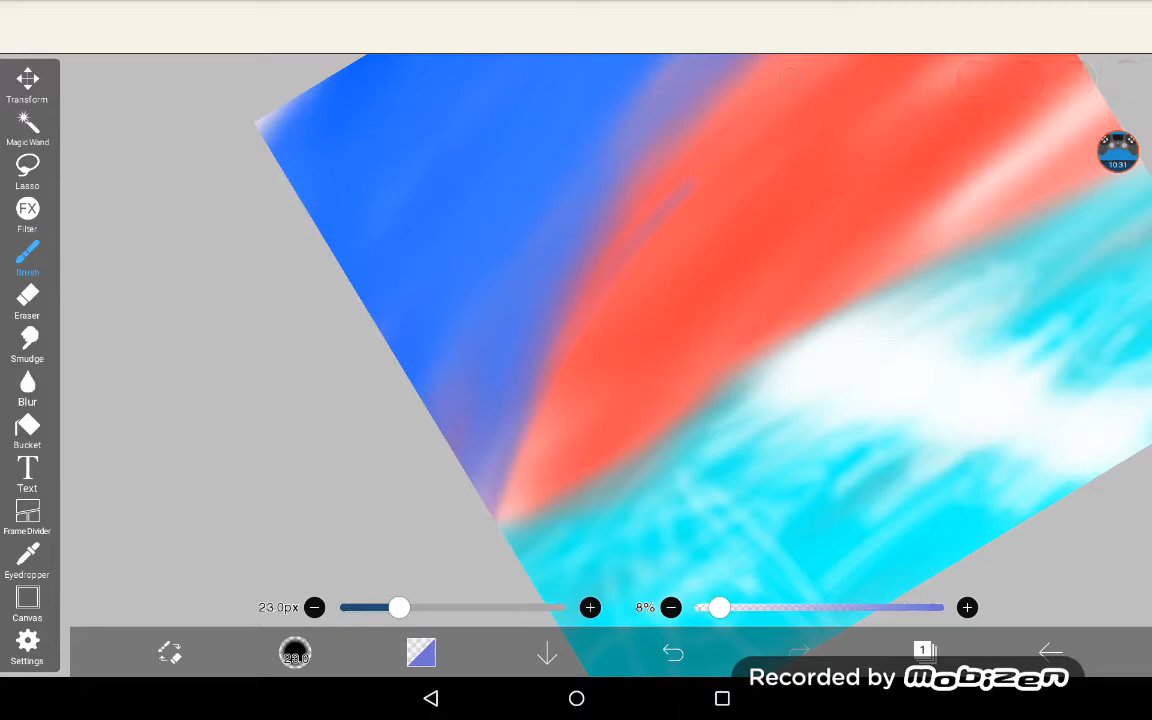 Transform
Magic Wand
Lasso
FX
Filter
Brush
Eraser
Smudge
Blur
Bucket
T
Text
Frame Divider
Eyedropper
Canvas
Settings
10:31
23.0px
8%
23.0
1
Recorded by mobizen